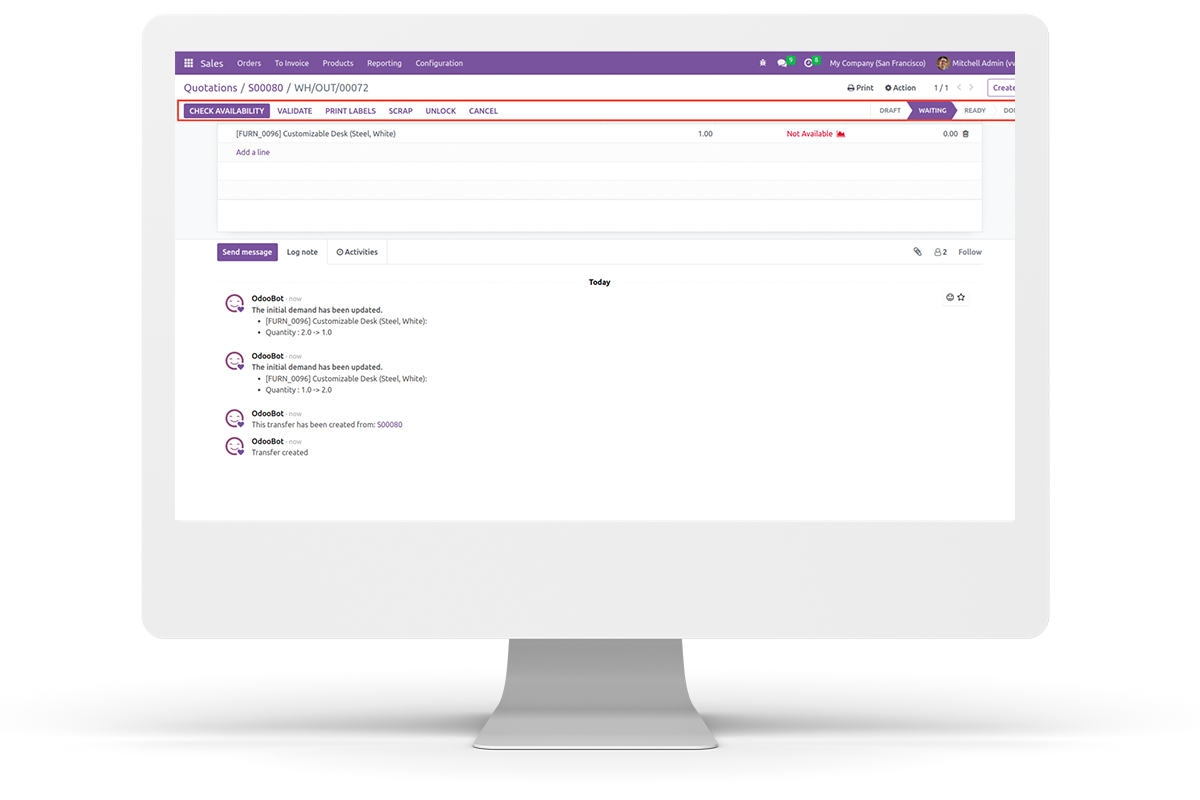 Sales Orders To Invoice Products Reporting Configuration 9 8 My Company (San Francisco) Mitchell Admin (vv
Quotations / S00080 / WH/OUT/00072 Print Action 1 / 1 Create
CHECK AVAILABILITY VALIDATE PRINT LABELS SCRAP UNLOCK CANCEL DRAFT WAITING READY DO
[FURN_0096] Customizable Desk (Steel, White) 1.00 Not Available 0.00
Add a line
Send message Log note Activities 2 Follow
Today
OdooBot - now
The initial demand has been updated.
• [FURN_0096] Customizable Desk (Steel, White):
• Quantity : 2.0 -> 1.0
OdooBot - now
The initial demand has been updated.
• [FURN_0096] Customizable Desk (Steel, White):
• Quantity : 1.0 -> 2.0
OdooBot - now
This transfer has been created from: S00080
OdooBot - now
Transfer created